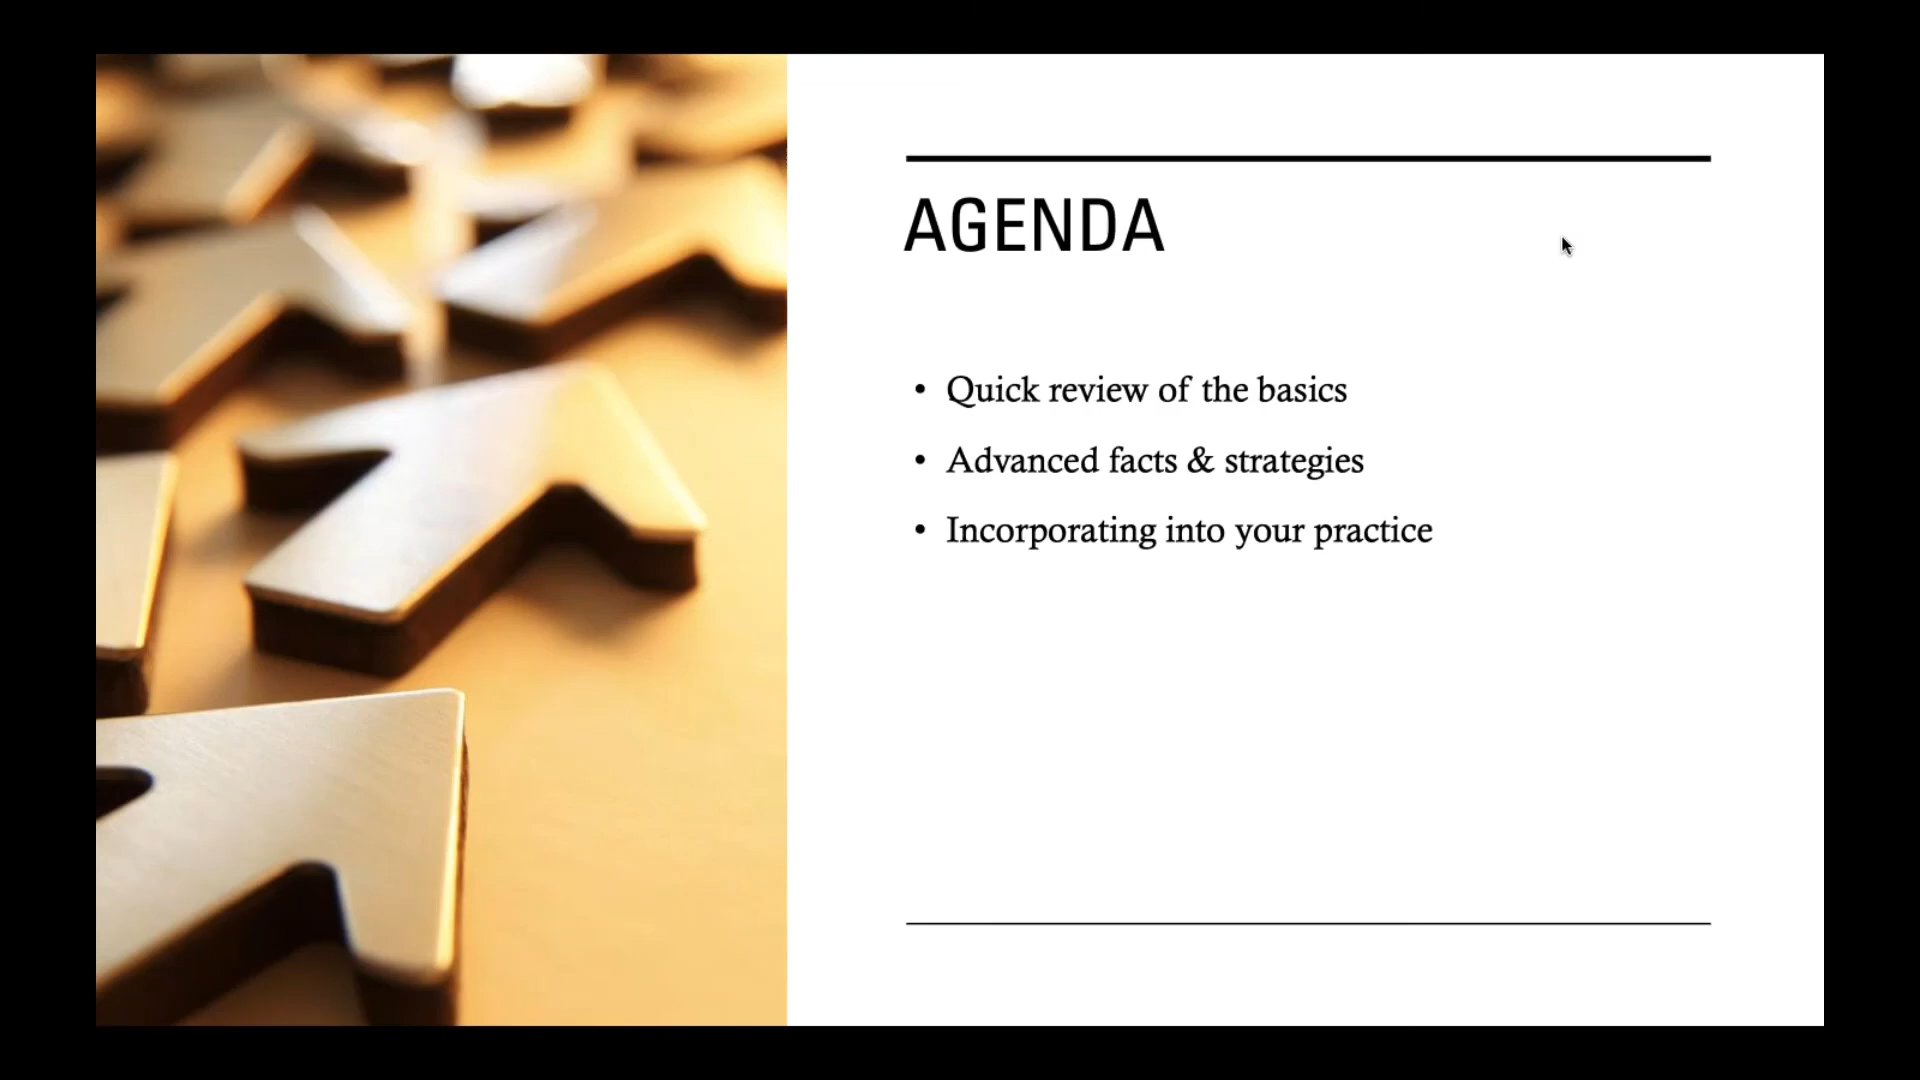 AGENDA
• Quick review of the basics
• Advanced facts & strategies
• Incorporating into your practice